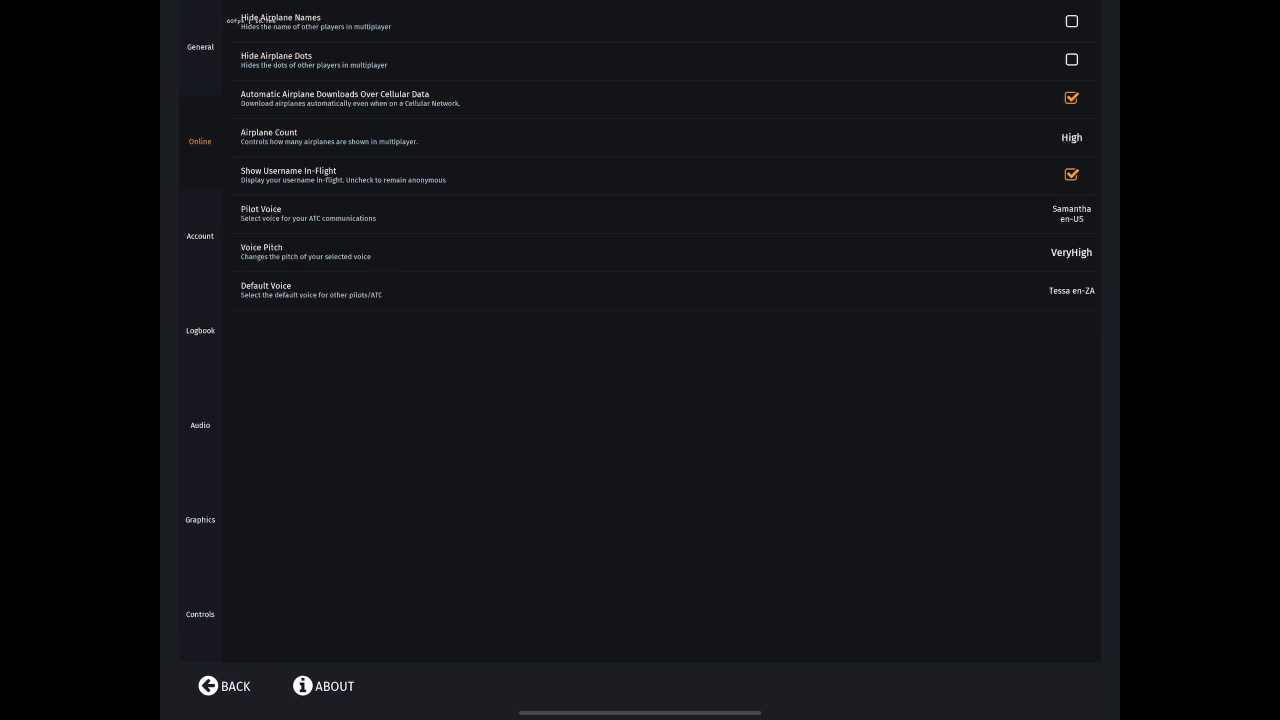 Hide Airplane Names
60fps
Hides the name of other players in multiplayer
General
Hide Airplane Dots
Hides the dots of other players in multiplayer
Automatic Airplane Downloads Over Cellular Data
Download airplanes automatically even when on a Cellular Network.
Online
Airplane Count
Controls how many airplanes are shown in multiplayer.
High
Show Username In-Flight
Display your username in-flight. Uncheck to remain anonymous
Pilot Voice
Select voice for your ATC communications
Samantha
en-US
Account
Voice Pitch
Changes the pitch of your selected voice
VeryHigh
Default Voice
Select the default voice for other pilots/ATC
Tessa en-ZA
Logbook
Audio
Graphics
Controls
BACK
ABOUT